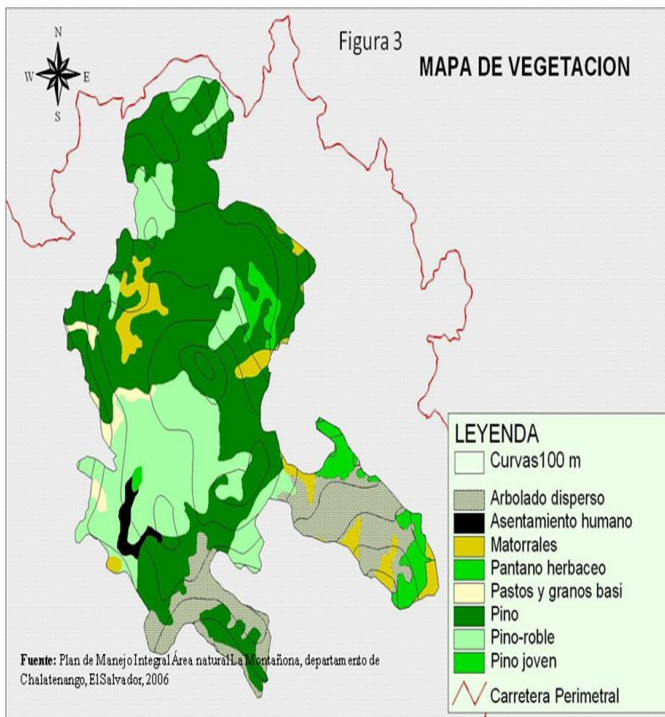 Figura 3
MAPA DE VEGETACION
N
W E
S
LEYENDA
Curvas100 m
Arbolado disperso
Asentamiento humano
Matorrales
Pantano herbaceo
Pastos y granos basi
Pino
Pino-roble
Pino joven
Carretera Perimetral
Fuente: Plan de Manejo Integral Área natural La Montañona, departamento de
Chalatenango, El Salvador, 2006